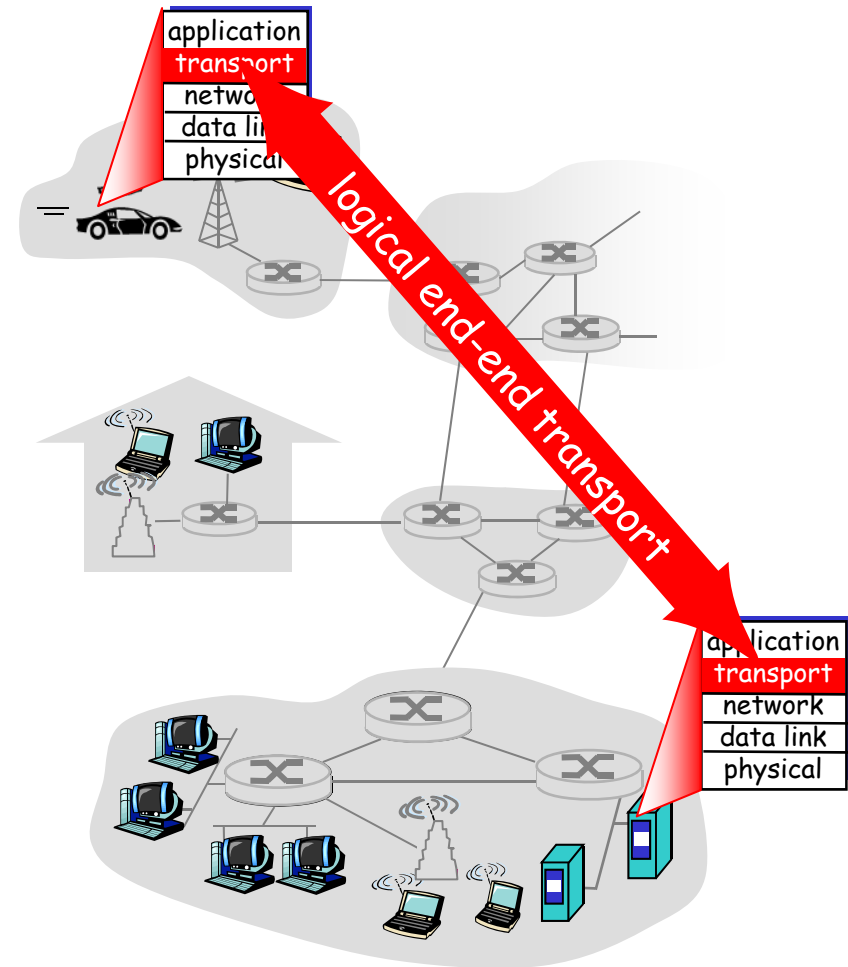 application
transport
network
data link
physical
logical end-end transport
application
transport
network
data link
physical